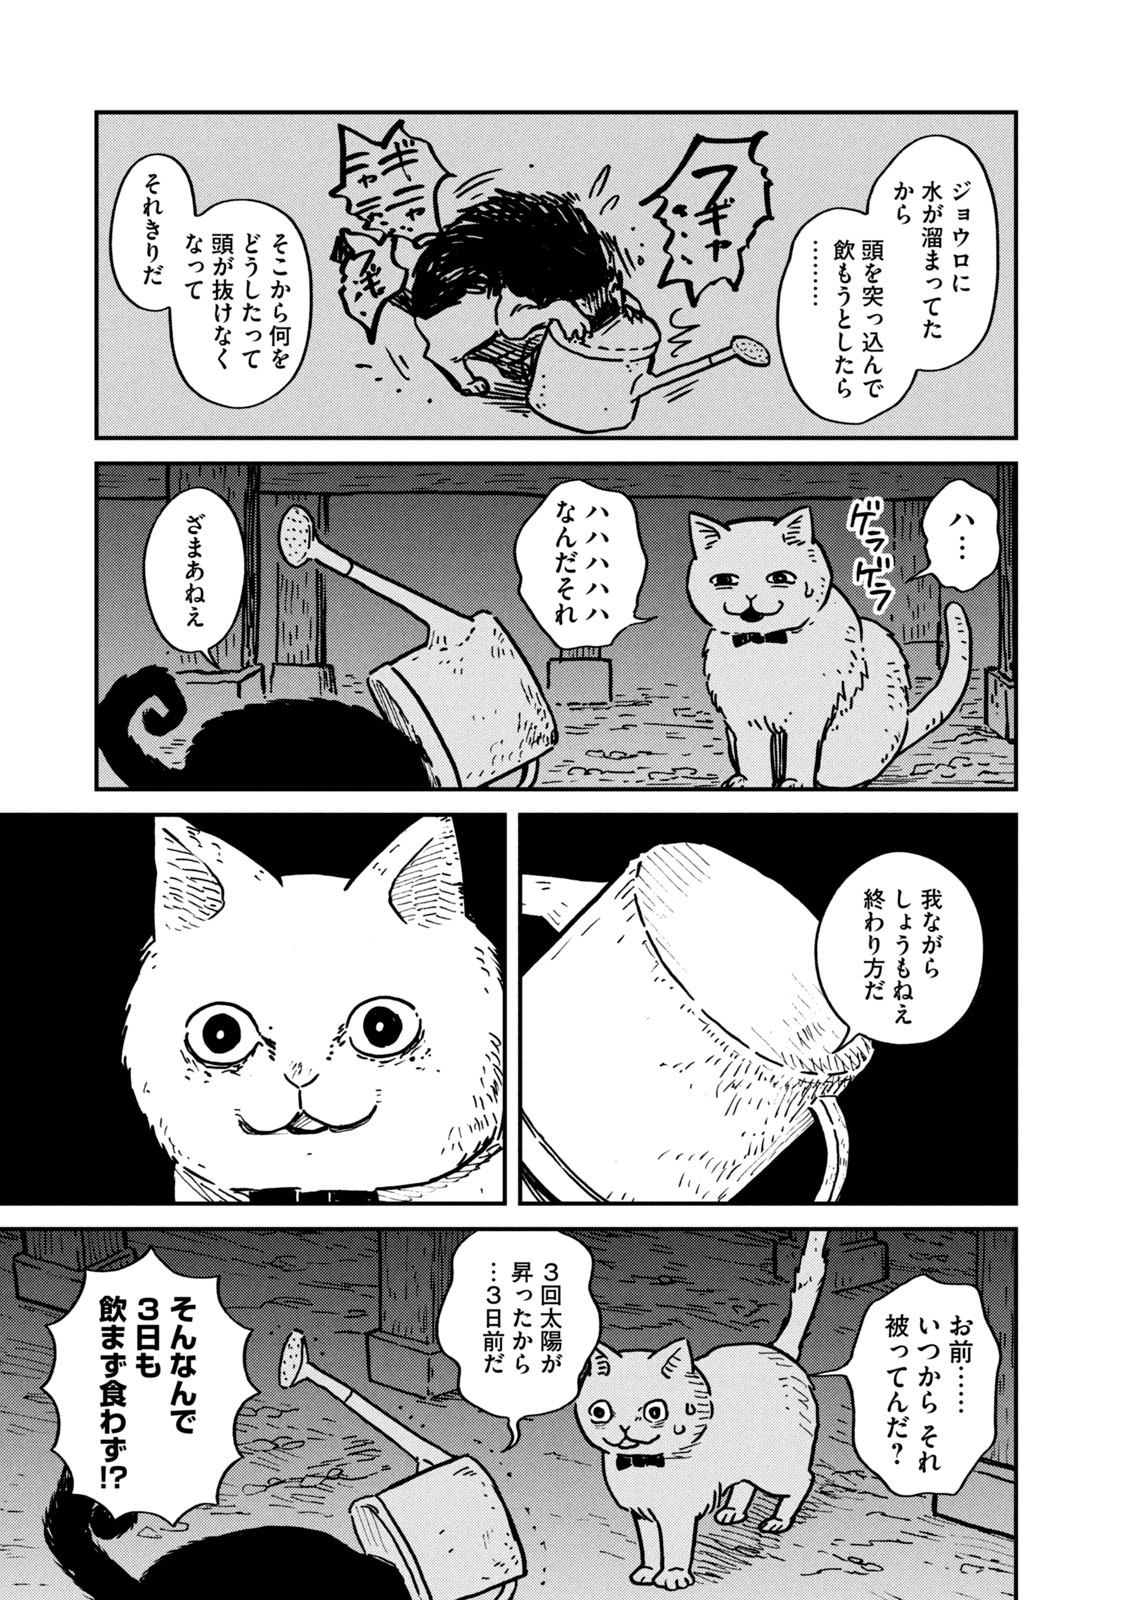 ジョウロに
水が溜まってた
から
頭を突っ込んで
飲もうとしたら
………
フギャ
ギニャ
ニャ
そこから何を
どうしたって
頭が抜けなく
なって
それきりだ
ハ…
ゲラゲラ
ハハハハハ
なんだそれ
ざまあねえ
我ながら
しょうもねえ
終わり方だ
お前……
いつからそれ
被ってんだ?
3回太陽が
昇ったから
…3日前だ
そんなんで
3日も
飲まず食わず!?